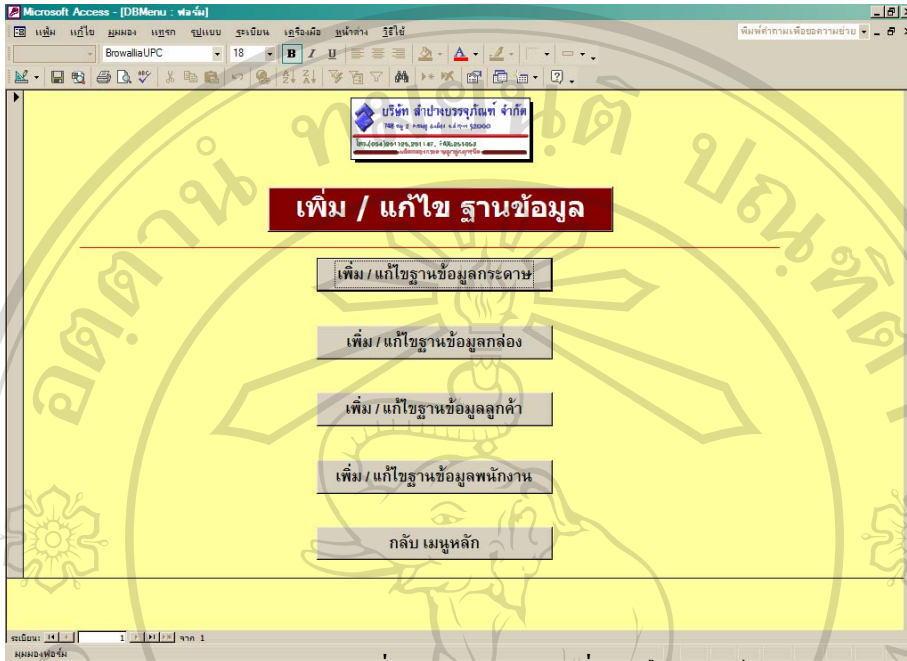 Microsoft Access - [DBMenu : ฟอร์ม]
แฟ้ม แก้ไข มุมมอง แทรก รูปแบบ ระเบียน เครื่องมือ หน้าต่าง วิธีใช้ พิมพ์คำถามเพื่อขอความช่วย
BrowalliaUPC 18 B I U
บริษัท ลำปางบรรจุภัณฑ์ จำกัด
เพิ่ม / แก้ไข ฐานข้อมูล
เพิ่ม / แก้ไขฐานข้อมูลกระดาษ
เพิ่ม / แก้ไขฐานข้อมูลกล่อง
เพิ่ม / แก้ไขฐานข้อมูลลูกค้า
เพิ่ม / แก้ไขฐานข้อมูลพนักงาน
กลับ เมนูหลัก
ระเบียน: 1 จาก 1
มุมมองฟอร์ม